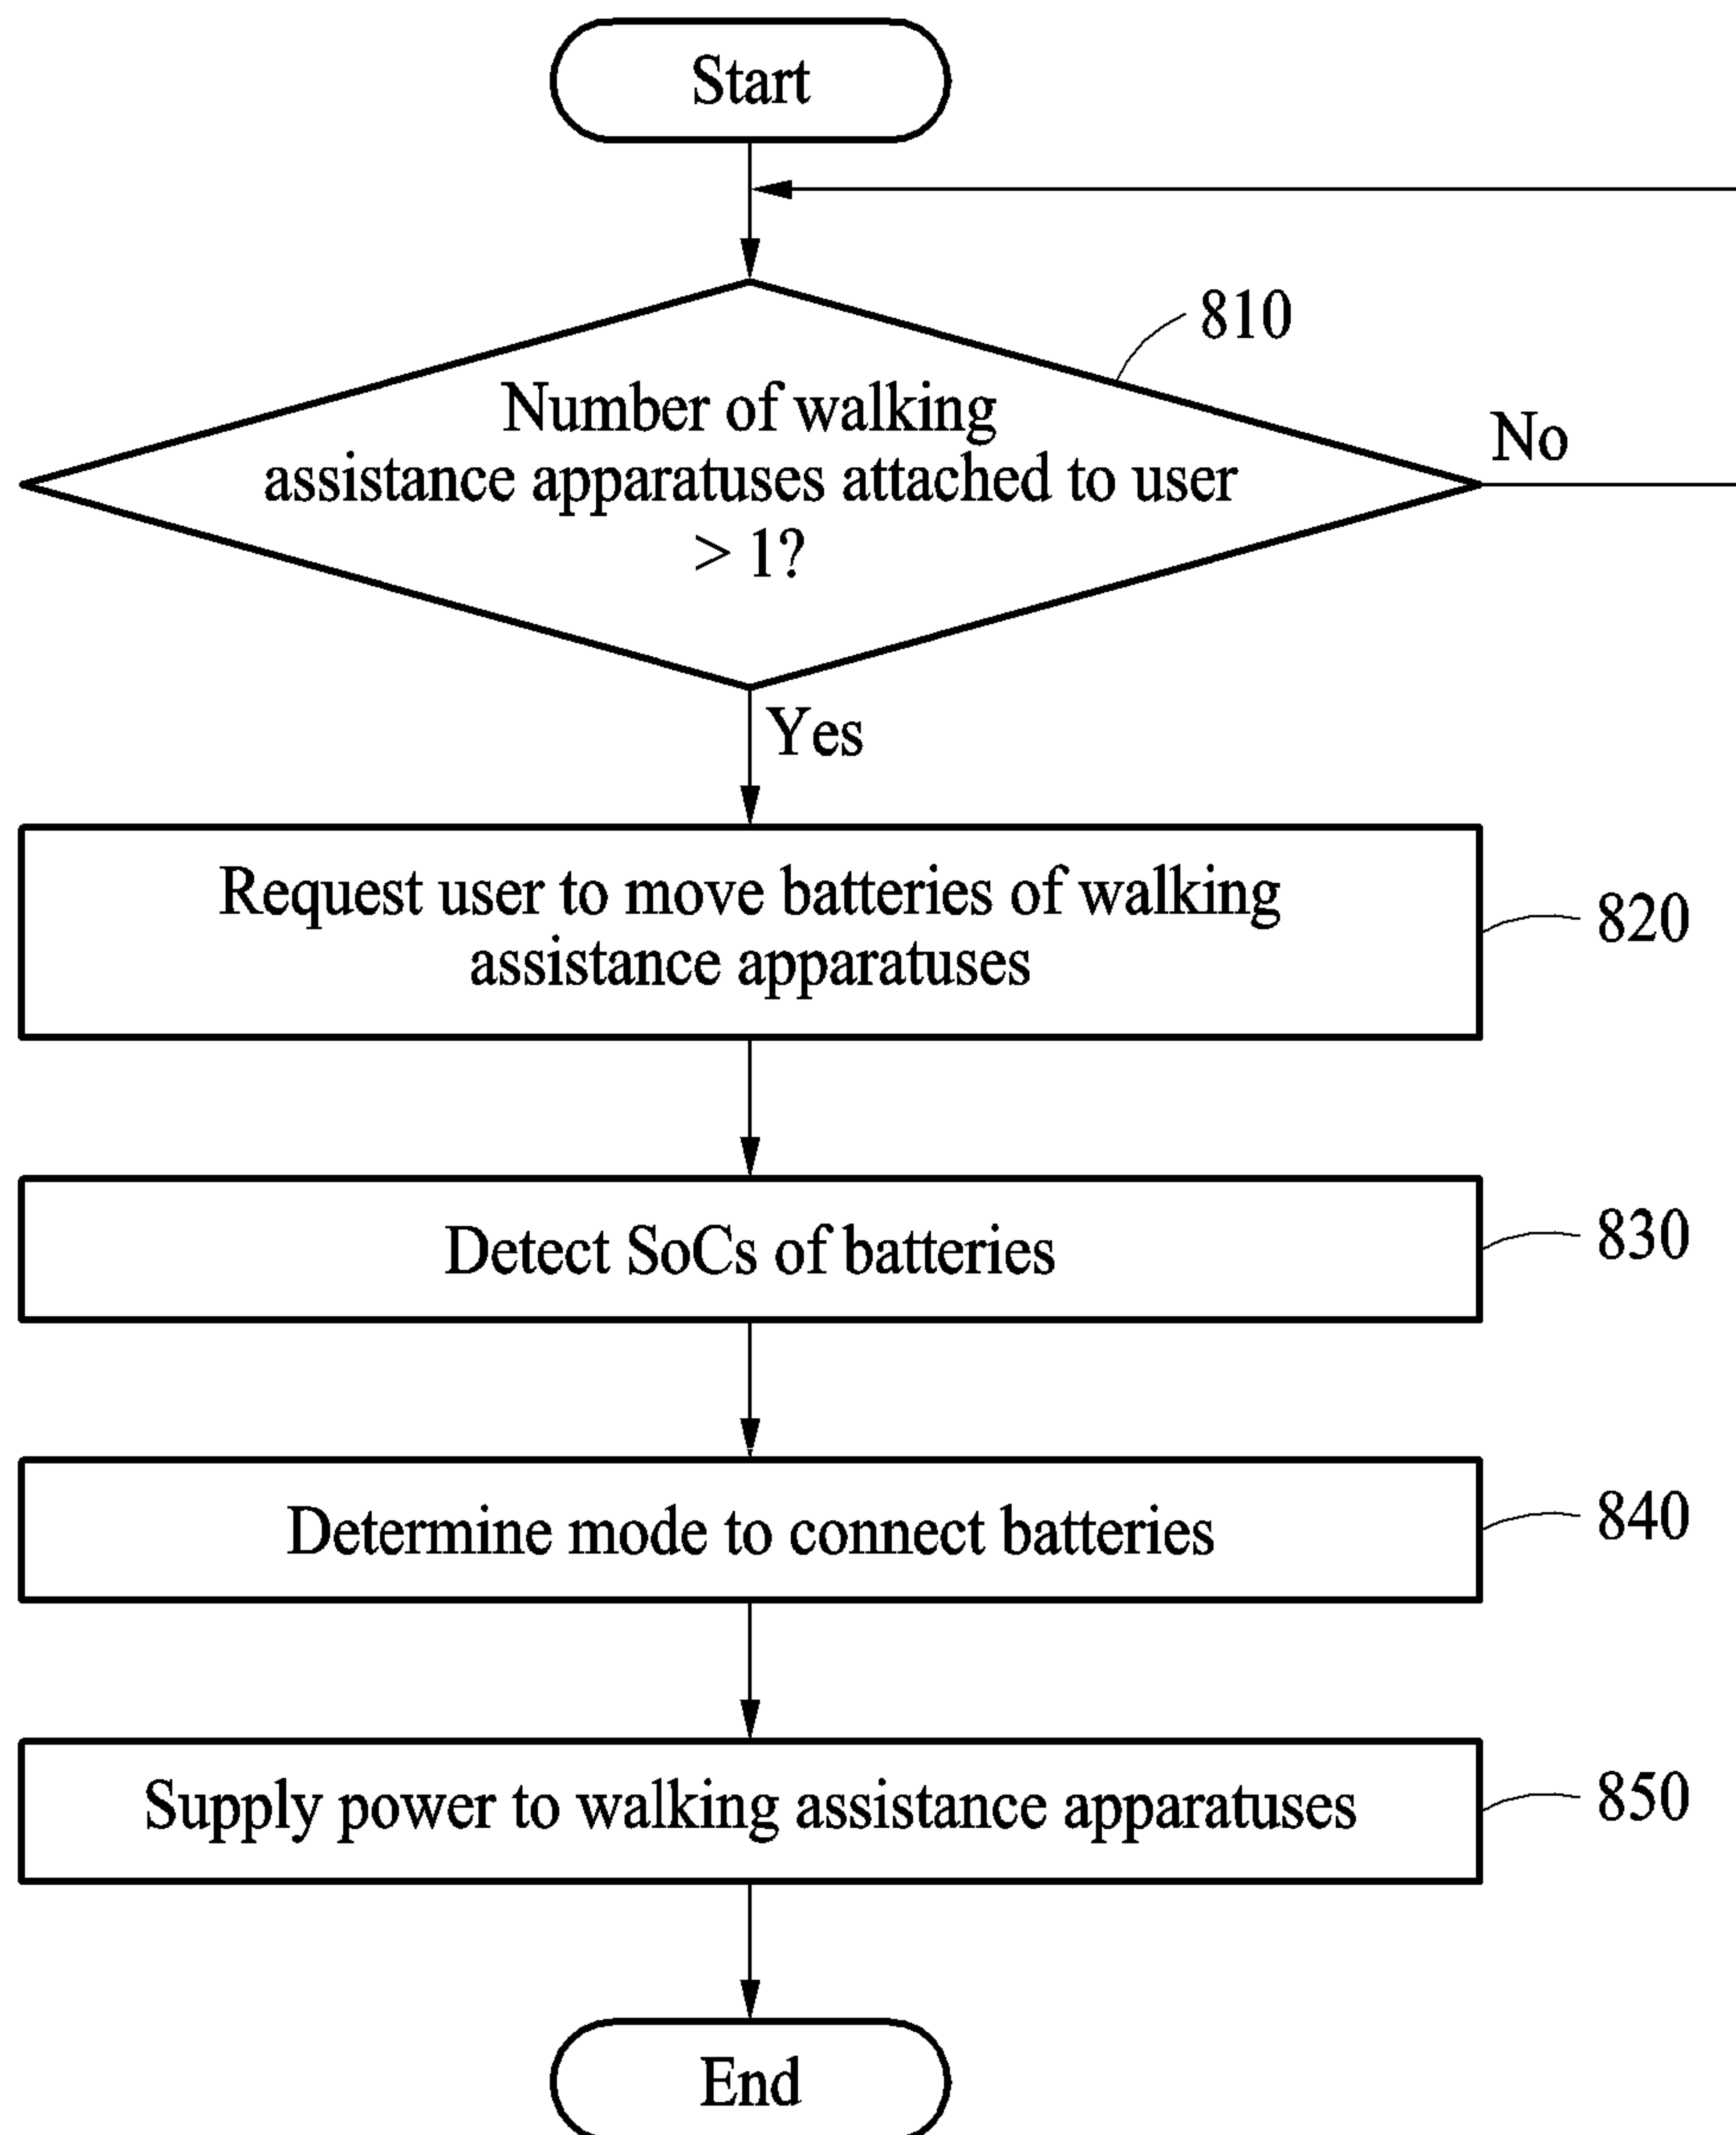 Start
810
Number of walking
assistance apparatuses attached to user
> 1?
No
Yes
Request user to move batteries of walking
assistance apparatuses
820
Detect SoCs of batteries
830
Determine mode to connect batteries
840
Supply power to walking assistance apparatuses
850
End